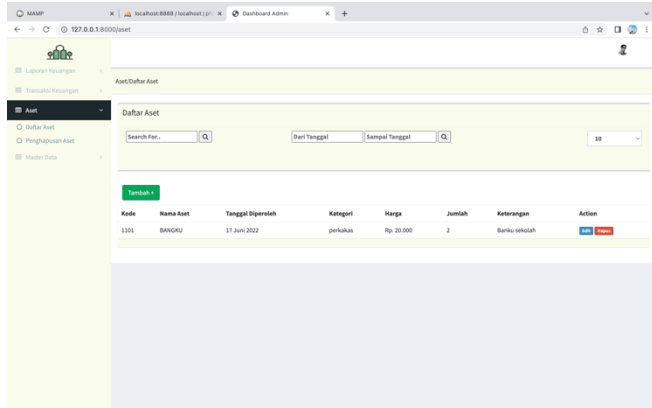 MAMP
localhost:8888 / localhost | ph
Dashboard Admin
127.0.0.1:8000/aset
Laporan Keuangan
Transaksi Keuangan
Aset
Daftar Aset
Penghapusan Aset
Master Data
Aset/Daftar Aset
Daftar Aset
Search For.. Dari Tanggal Sampai Tanggal 10
Tambah +
Kode Nama Aset Tanggal Diperoleh Kategori Harga Jumlah Keterangan Action
1101 BANGKU 17 Juni 2022 perkakas Rp. 20.000 2 Banku sekolah Edit Hapus